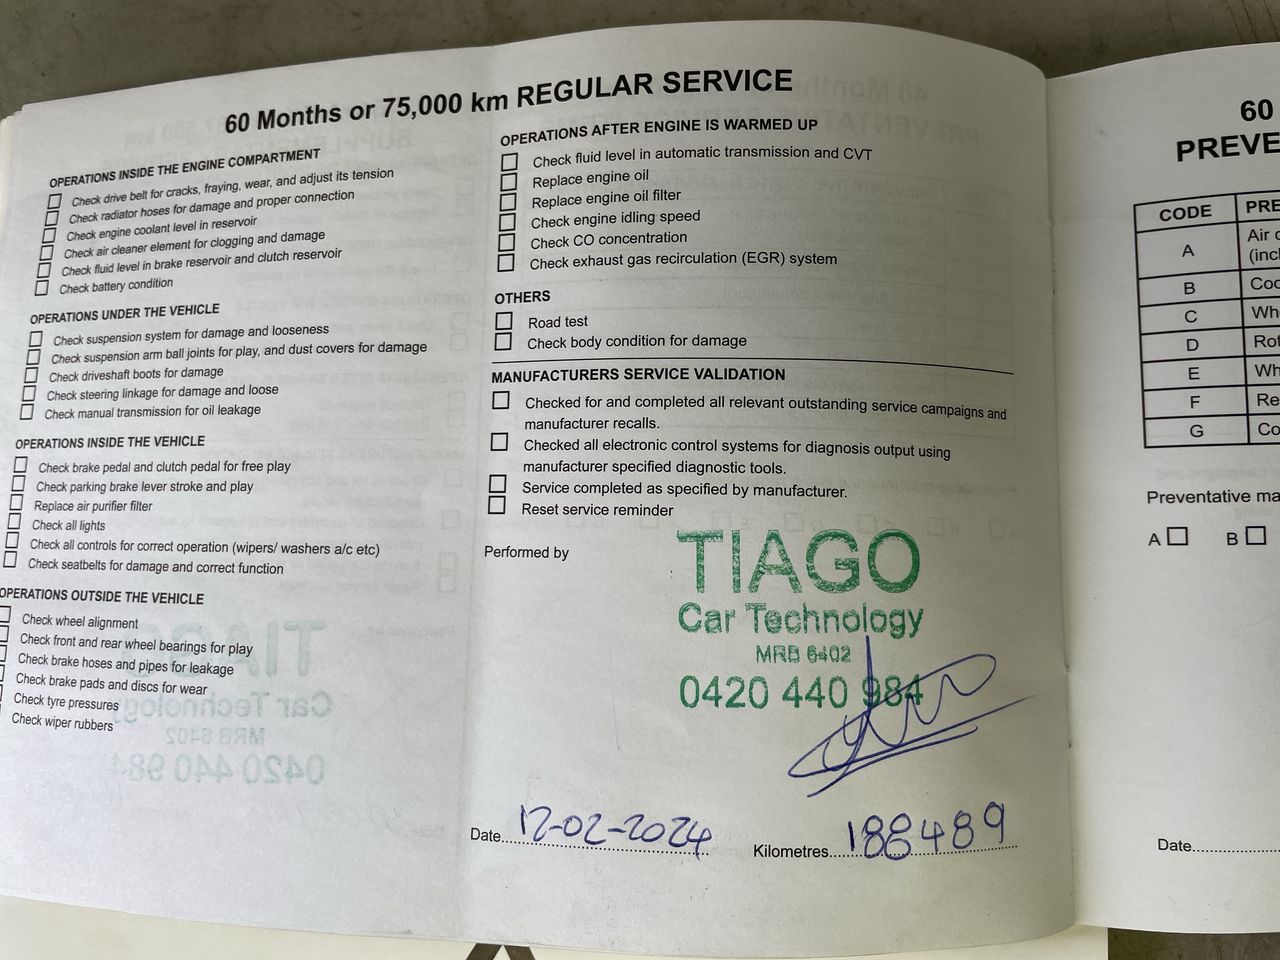 60 Months or 75,000 km REGULAR SERVICE
OPERATIONS INSIDE THE ENGINE COMPARTMENT
Check drive belt for cracks, fraying, wear, and adjust its tension
Check radiator hoses for damage and proper connection
Check engine coolant level in reservoir
Check air cleaner element for clogging and damage
Check fluid level in brake reservoir and clutch reservoir
Check battery condition
OPERATIONS UNDER THE VEHICLE
Check suspension system for damage and looseness
Check suspension arm ball joints for play, and dust covers for damage
Check driveshaft boots for damage
Check steering linkage for damage and loose
Check manual transmission for oil leakage
OPERATIONS INSIDE THE VEHICLE
Check brake pedal and clutch pedal for free play
Check parking brake lever stroke and play
Replace air purifier filter
Check all lights
Check all controls for correct operation (wipers/ washers a/c etc)
Check seatbelts for damage and correct function
OPERATIONS OUTSIDE THE VEHICLE
Check wheel alignment
Check front and rear wheel bearings for play
Check brake hoses and pipes for leakage
Check brake pads and discs for wear
Check tyre pressures
Check wiper rubbers
OPERATIONS AFTER ENGINE IS WARMED UP
Check fluid level in automatic transmission and CVT
Replace engine oil
Replace engine oil filter
Check engine idling speed
Check CO concentration
Check exhaust gas recirculation (EGR) system
OTHERS
Road test
Check body condition for damage
MANUFACTURERS SERVICE VALIDATION
Checked for and completed all relevant outstanding service campaigns and
manufacturer recalls.
Checked all electronic control systems for diagnosis output using
manufacturer specified diagnostic tools.
Service completed as specified by manufacturer.
Reset service reminder
Performed by
TIAGO
Car Technology
MRB 6402
0420 440 984
Date 12-02-2024
Kilometres 188489
60
PREVE
CODE PRE
A Air c
(incl
B Coo
C Whe
D Rot
E Wh
F Re
G Co
Preventative ma
A B
Date